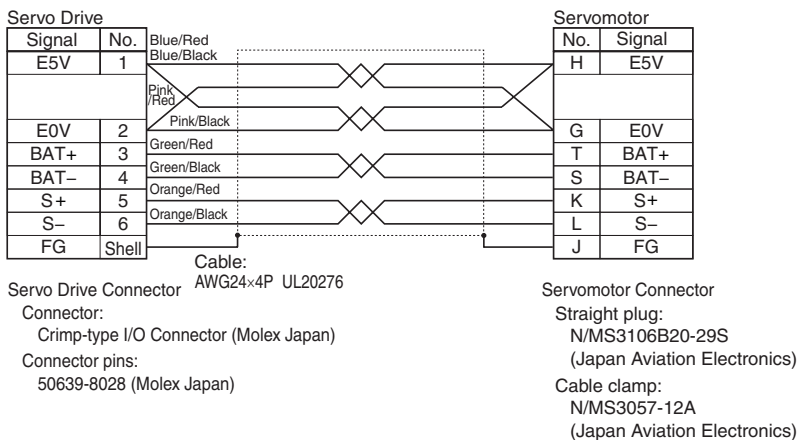 Servo Drive
Servomotor
Signal No.
No. Signal
Blue/Red
Blue/Black
E5V 1
H E5V
Pink
/Red
Pink/Black
E0V 2
G E0V
Green/Red
BAT+ 3
T BAT+
Green/Black
BAT− 4
S BAT−
Orange/Red
S+ 5
K S+
Orange/Black
S− 6
L S−
FG Shell
J FG
Cable:
AWG24×4P UL20276
Servo Drive Connector
Connector:
Crimp-type I/O Connector (Molex Japan)
Connector pins:
50639-8028 (Molex Japan)
Servomotor Connector
Straight plug:
N/MS3106B20-29S
(Japan Aviation Electronics)
Cable clamp:
N/MS3057-12A
(Japan Aviation Electronics)